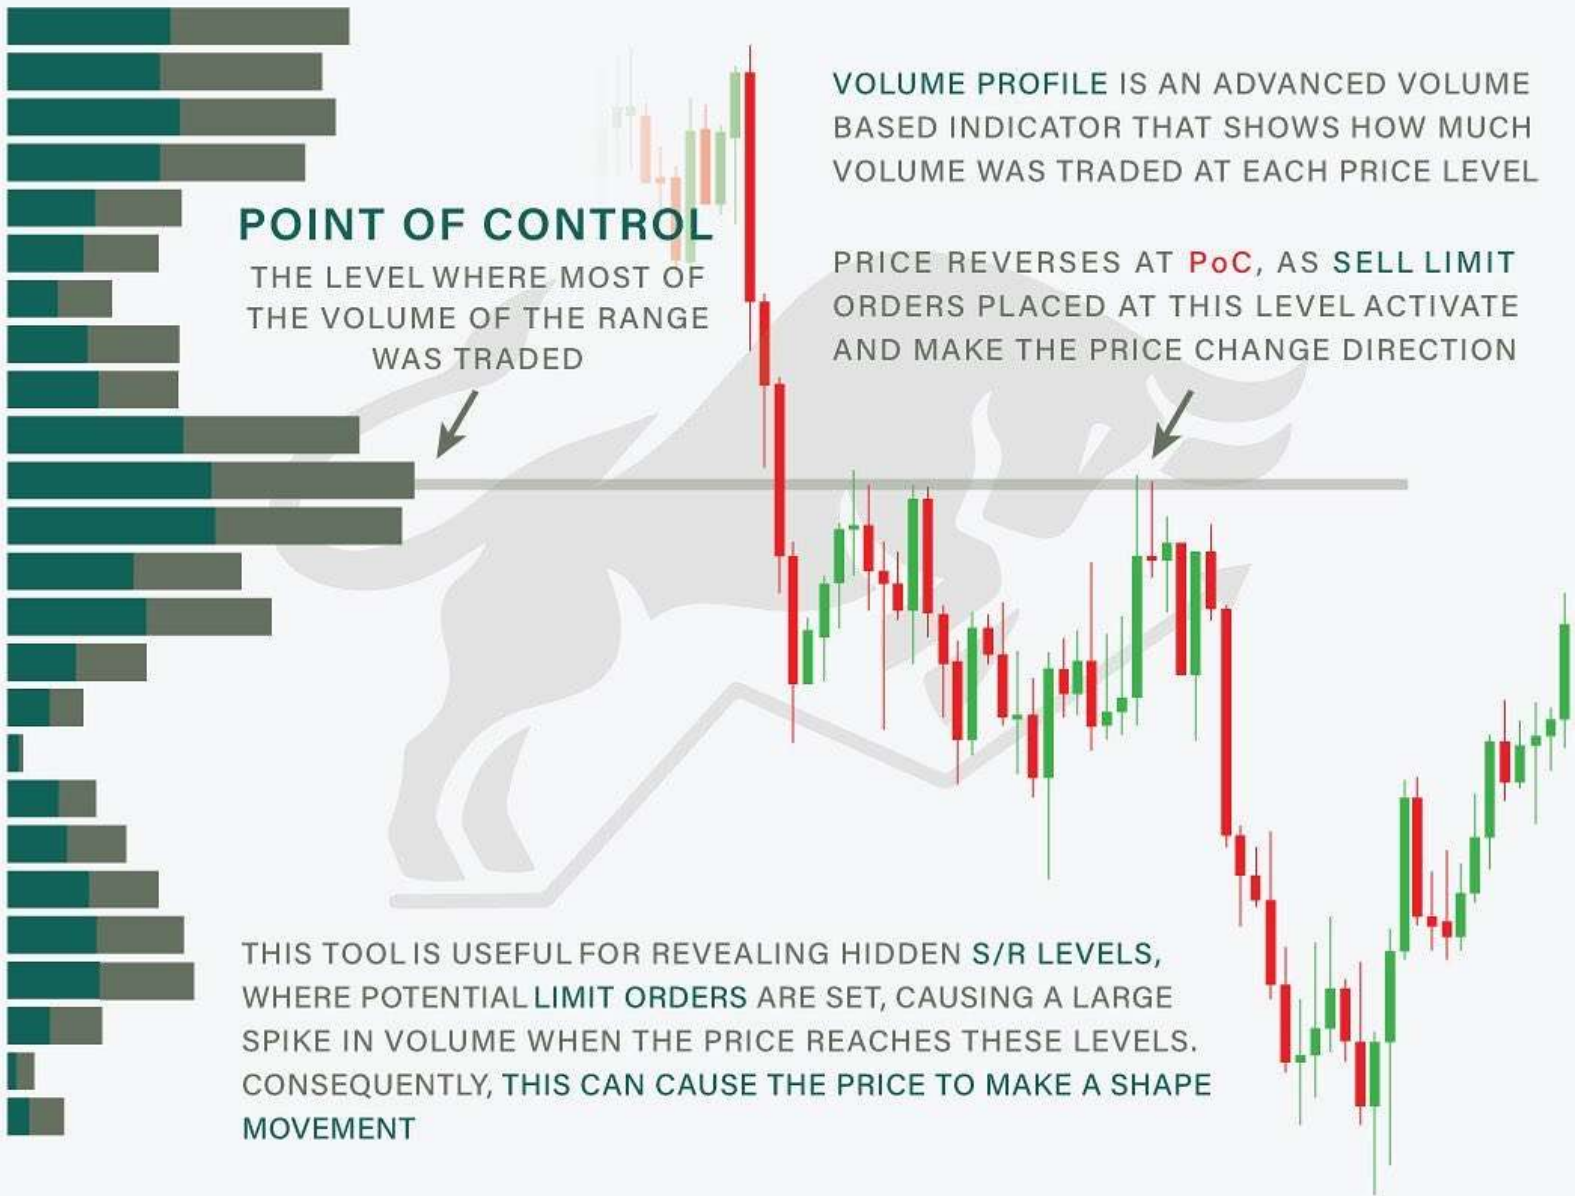 VOLUME PROFILE IS AN ADVANCED VOLUME
BASED INDICATOR THAT SHOWS HOW MUCH
VOLUME WAS TRADED AT EACH PRICE LEVEL
POINT OF CONTROL
THE LEVEL WHERE MOST OF
THE VOLUME OF THE RANGE
WAS TRADED
PRICE REVERSES AT PoC, AS SELL LIMIT
ORDERS PLACED AT THIS LEVEL ACTIVATE
AND MAKE THE PRICE CHANGE DIRECTION
THIS TOOL IS USEFUL FOR REVEALING HIDDEN S/R LEVELS,
WHERE POTENTIAL LIMIT ORDERS ARE SET, CAUSING A LARGE
SPIKE IN VOLUME WHEN THE PRICE REACHES THESE LEVELS.
CONSEQUENTLY, THIS CAN CAUSE THE PRICE TO MAKE A SHAPE
MOVEMENT